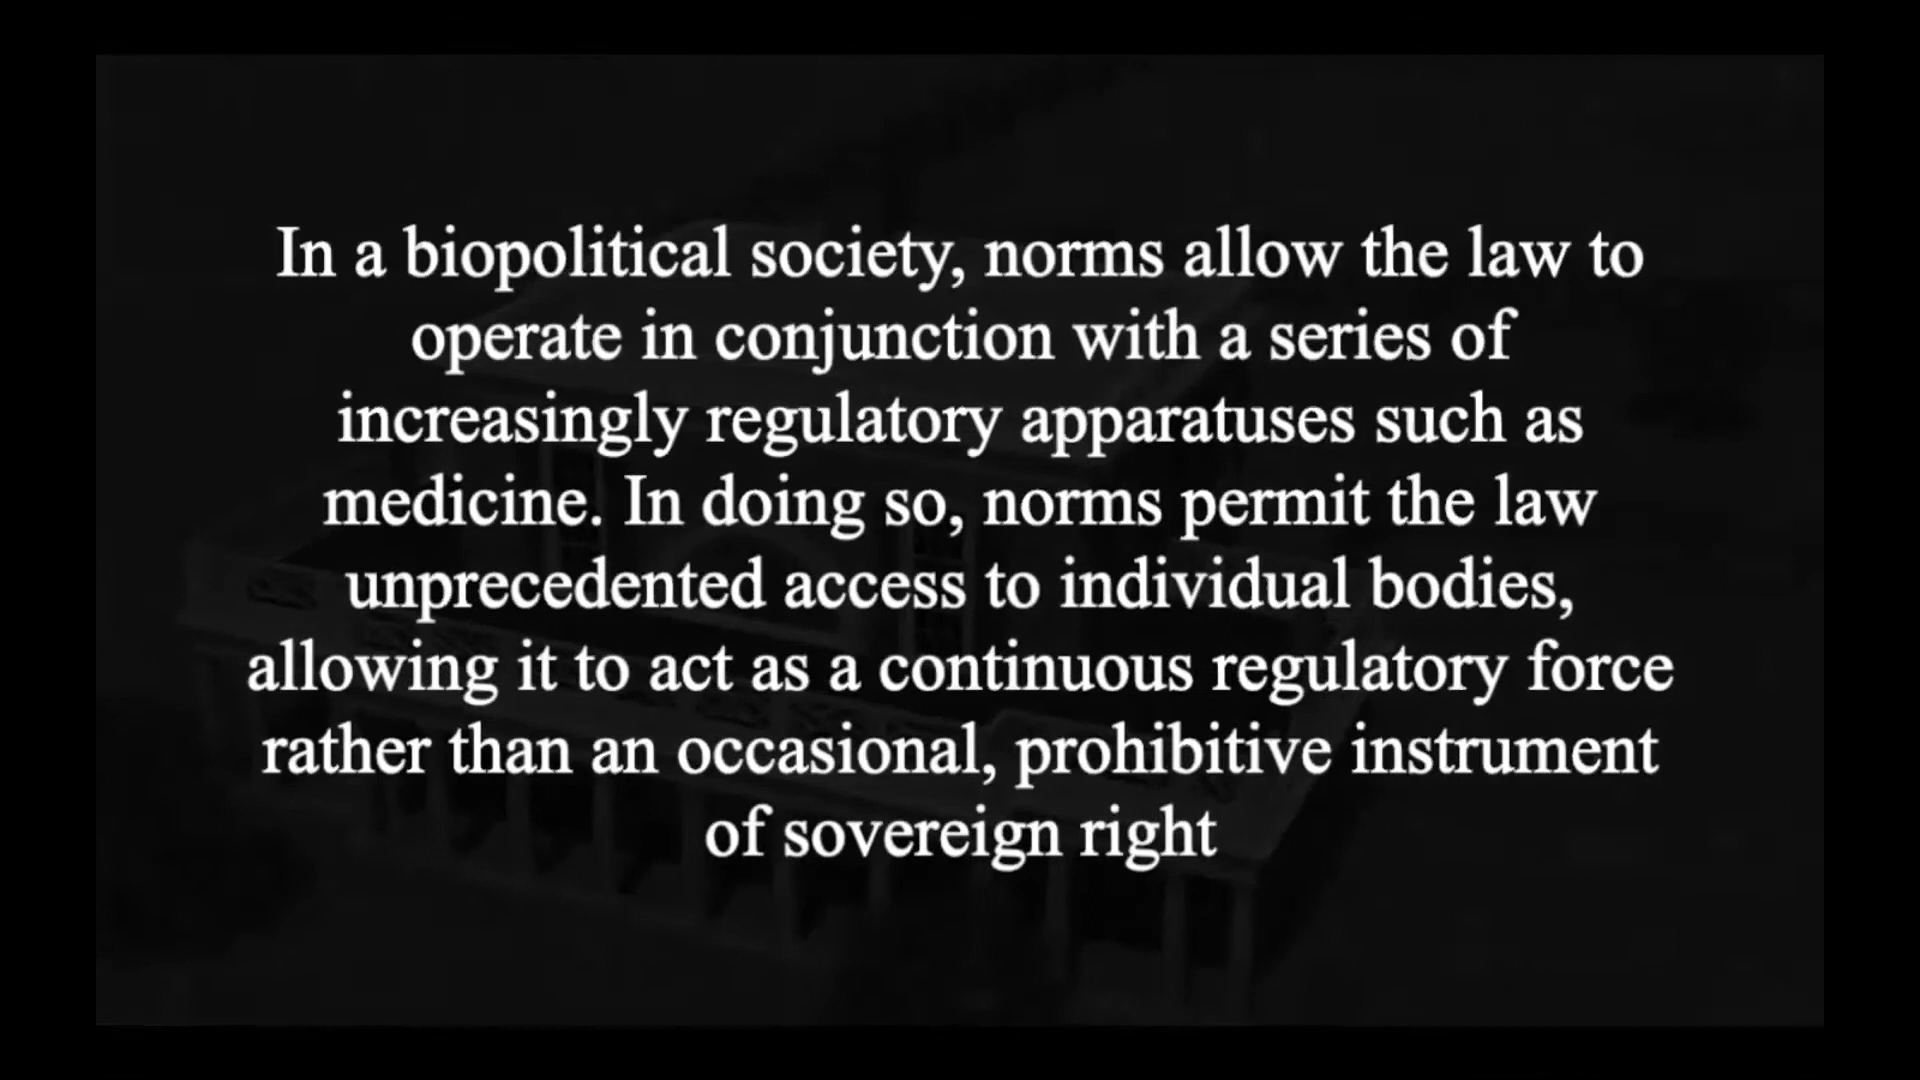 In a biopolitical society, norms allow the law to
operate in conjunction with a series of
increasingly regulatory apparatuses such as
medicine. In doing so, norms permit the law
unprecedented access to individual bodies,
allowing it to act as a continuous regulatory force
rather than an occasional, prohibitive instrument
of sovereign right